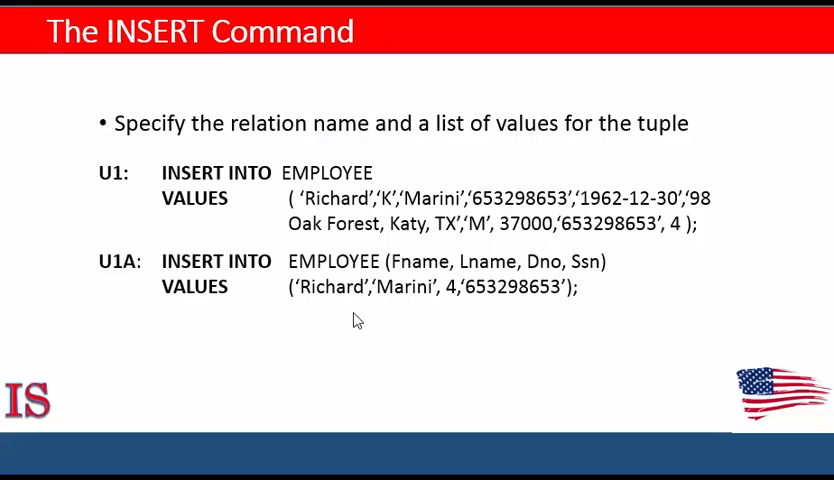 The INSERT Command
• Specify the relation name and a list of values for the tuple
U1: INSERT INTO EMPLOYEE
VALUES ( ‘Richard’,‘K’,‘Marini’,‘653298653’,‘1962-12-30’,‘98
Oak Forest, Katy, TX’,‘M’, 37000,‘653298653’, 4 );
U1A: INSERT INTO EMPLOYEE (Fname, Lname, Dno, Ssn)
VALUES (‘Richard’,‘Marini’, 4,‘653298653’);
IS